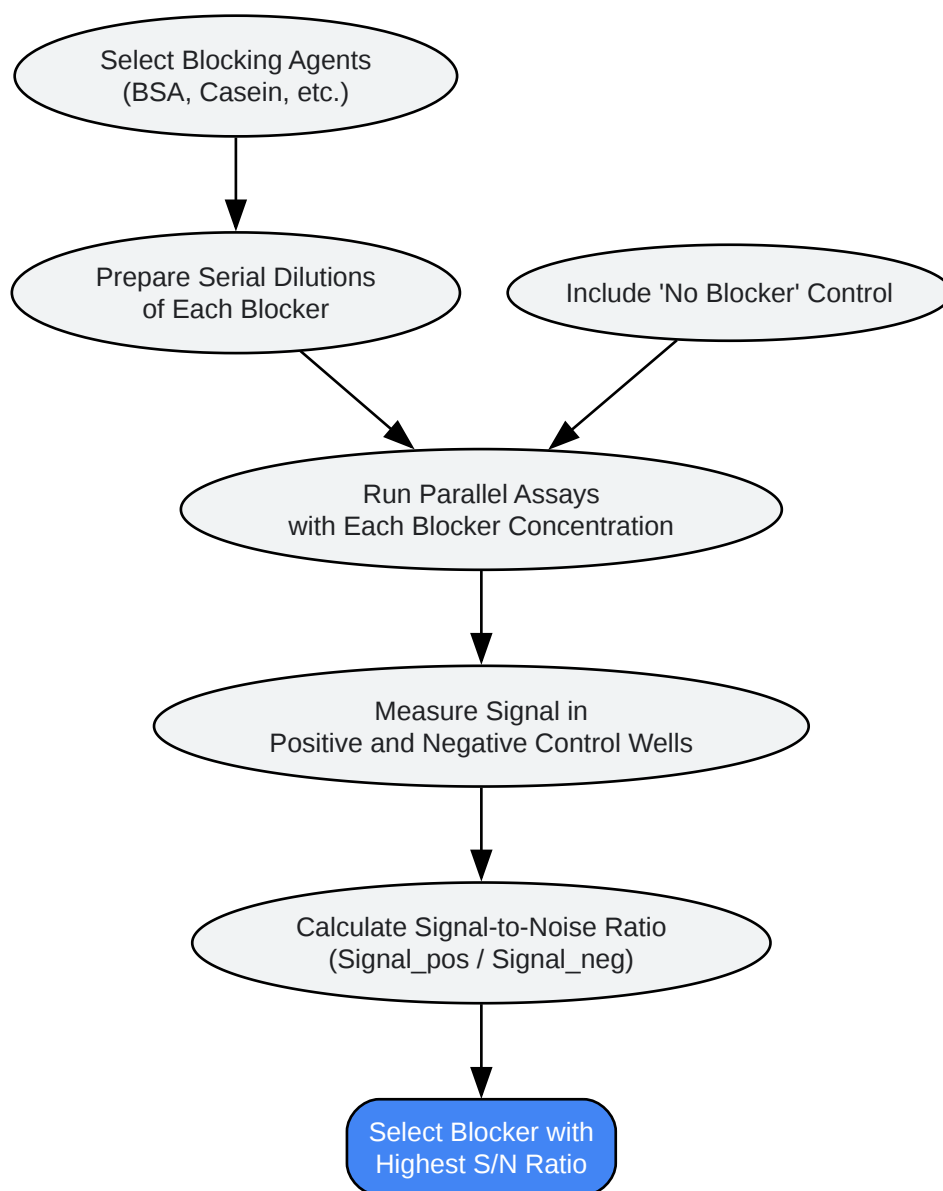 Select Blocking Agents
(BSA, Casein, etc.)
Prepare Serial Dilutions
of Each Blocker
Include 'No Blocker' Control
Run Parallel Assays
with Each Blocker Concentration
Measure Signal in
Positive and Negative Control Wells
Calculate Signal-to-Noise Ratio
(Signal_pos / Signal_neg)
Select Blocker with
Highest S/N Ratio